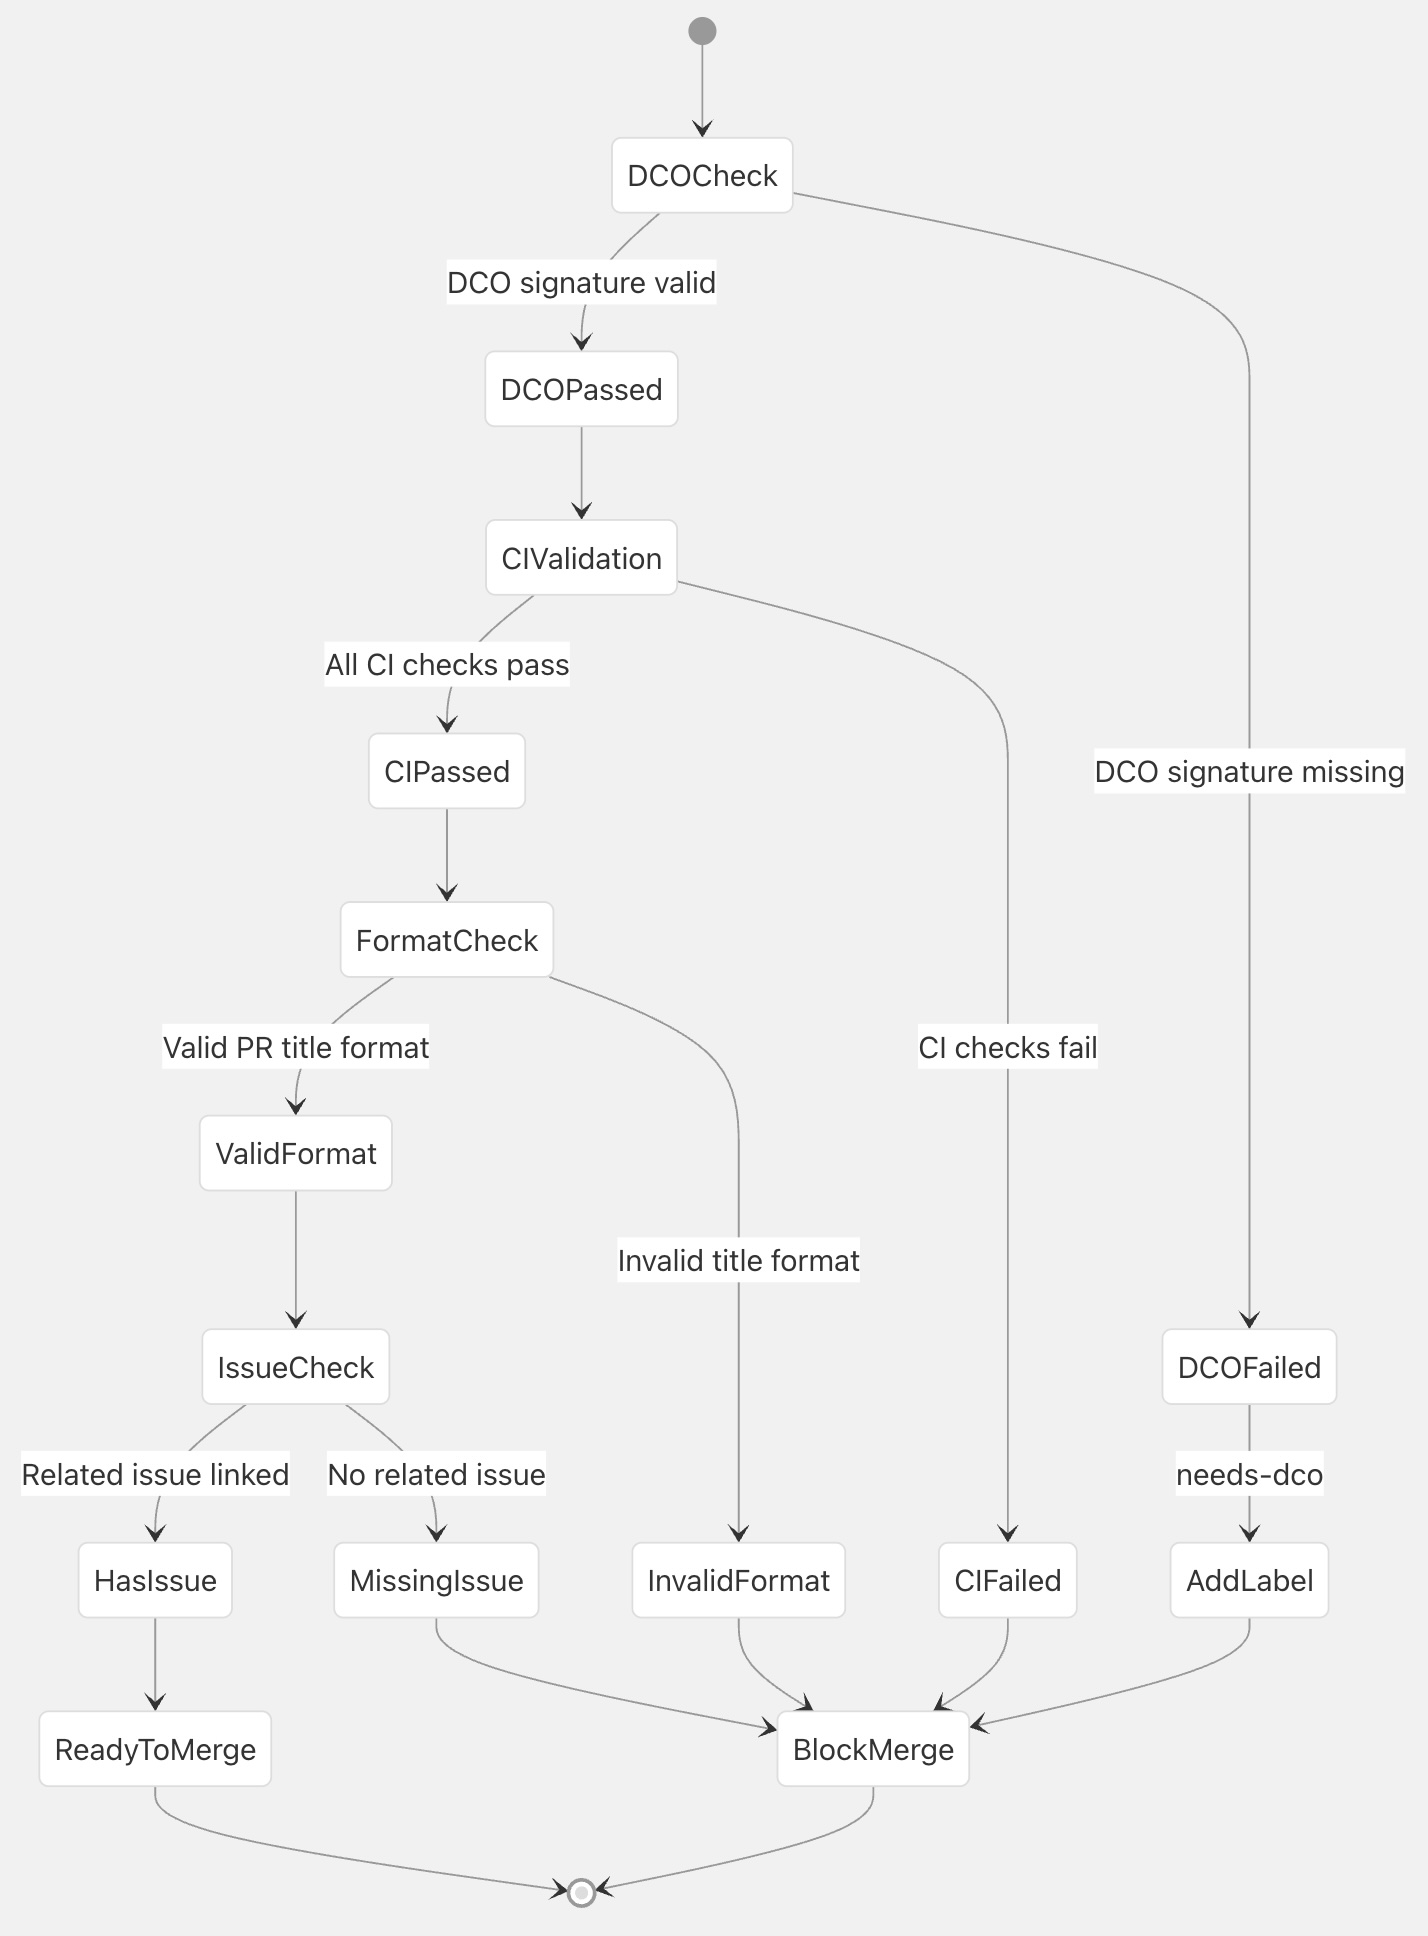 DCOCheck
DCO signature valid
DCOPassed
CIValidation
All CI checks pass
CIPassed
DCO signature missing
FormatCheck
Valid PR title format
CI checks fail
ValidFormat
Invalid title format
IssueCheck
DCOFailed
Related issue linked
No related issue
needs-dco
HasIssue
MissingIssue
InvalidFormat
CIFailed
AddLabel
ReadyToMerge
BlockMerge